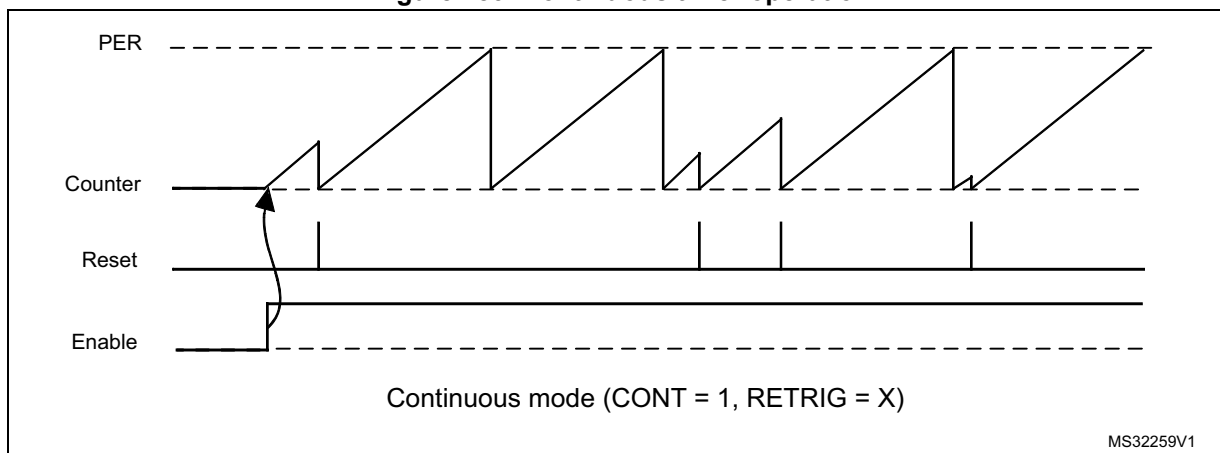 PER
Counter
Reset
Enable
Continuous mode (CONT = 1, RETRIG = X)
MS32259V1